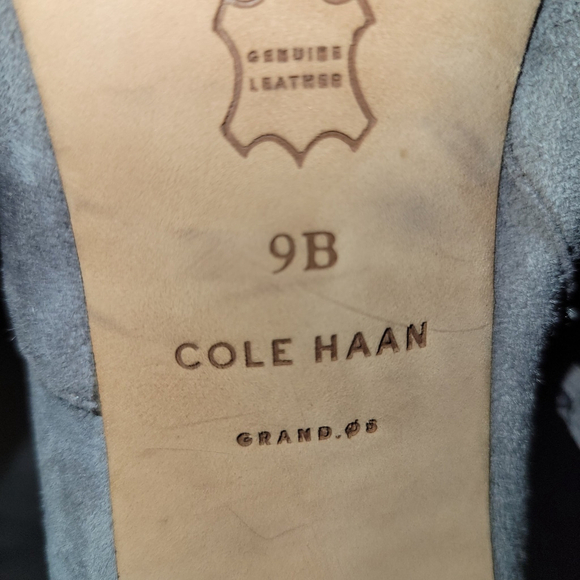 GENUINE
LEATHER
9B
COLE HAAN
GRAND.ØS